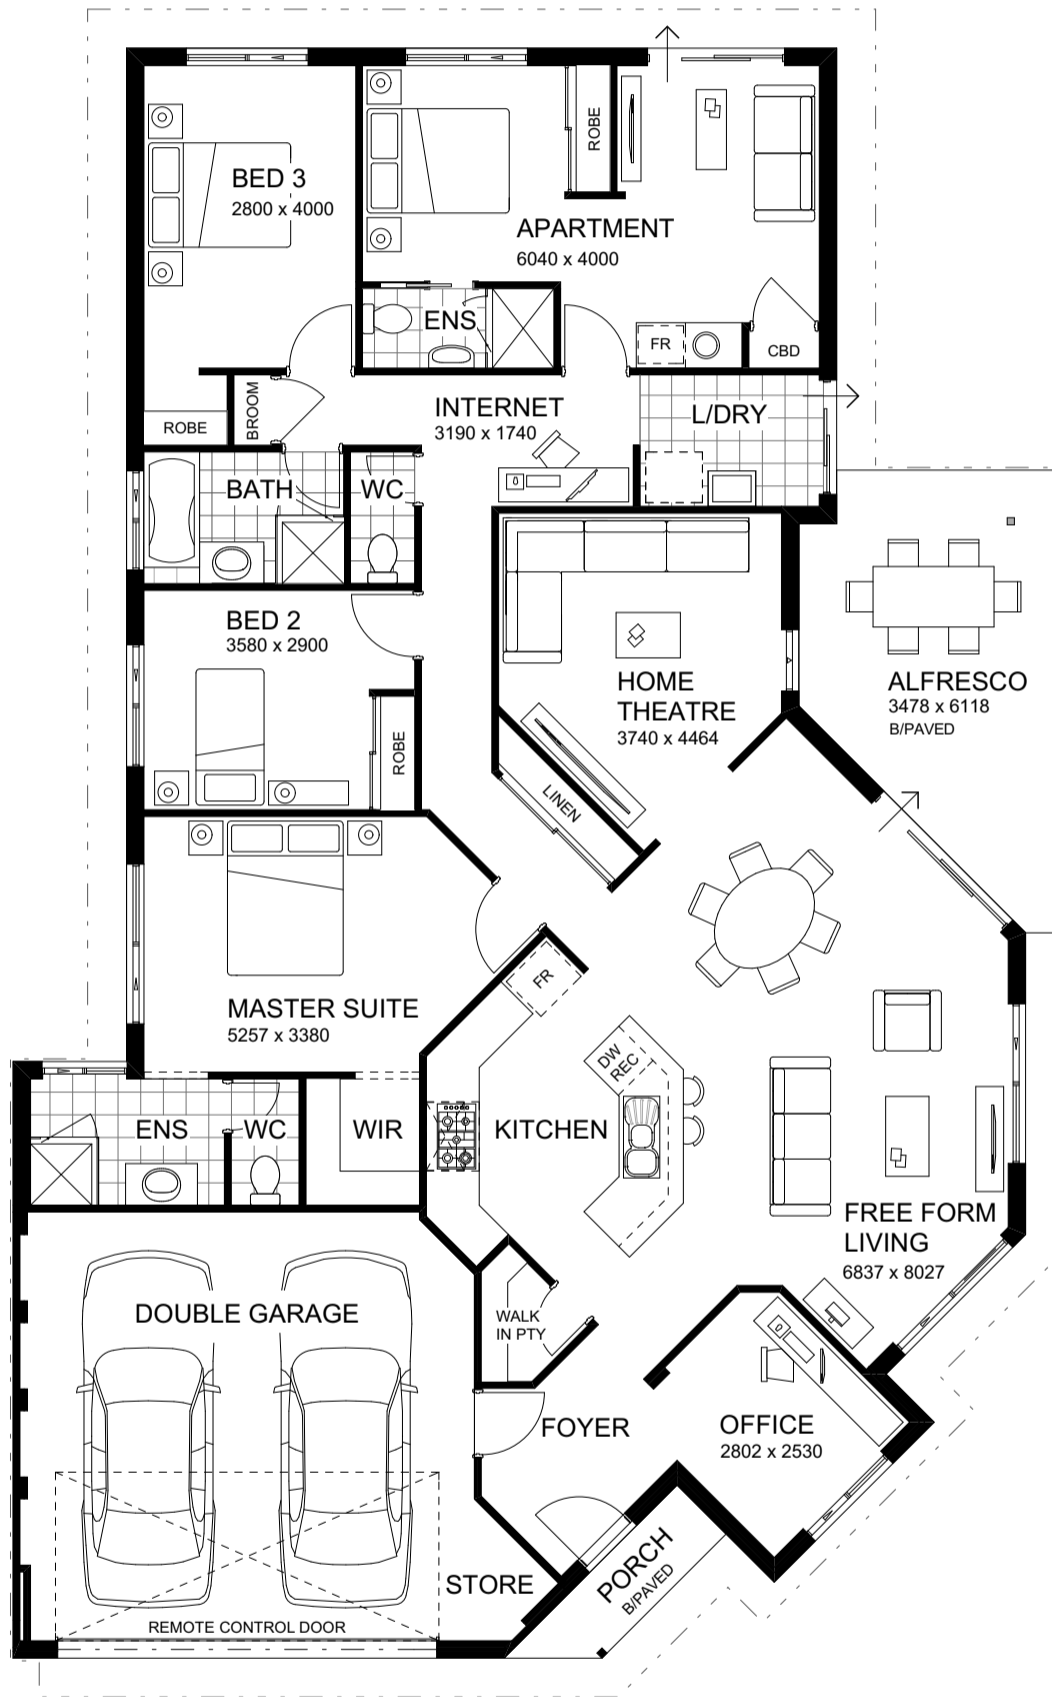 BED 3
2800 x 4000
ROBE
APARTMENT
6040 x 4000
ENS
FR
CBD
ROBE
BROOM
INTERNET
3190 x 1740
L/DRY
BATH
WC
BED 2
3580 x 2900
ROBE
HOME
THEATRE
3740 x 4464
ALFRESCO
3478 x 6118
B/PAVED
LINEN
MASTER SUITE
5257 x 3380
FR
DW
REC
ENS
WC
WIR
KITCHEN
FREE FORM
LIVING
6837 x 8027
DOUBLE GARAGE
WALK
IN PTY
FOYER
OFFICE
2802 x 2530
STORE
PORCH
B/PAVED
REMOTE CONTROL DOOR